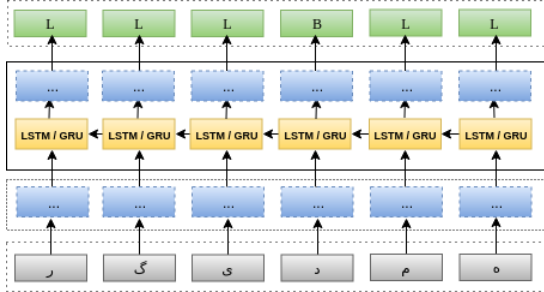 L L L B L L
... ... ... ... ... ...
LSTM / GRU LSTM / GRU LSTM / GRU LSTM / GRU LSTM / GRU LSTM / GRU
... ... ... ... ... ...
ر گ ی د م ه